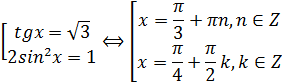 [ tgx = √3
2sin²x = 1 ⇔ [ x = π/3 + πn, n ∈ Z
x = π/4 + π/2 k, k ∈ Z